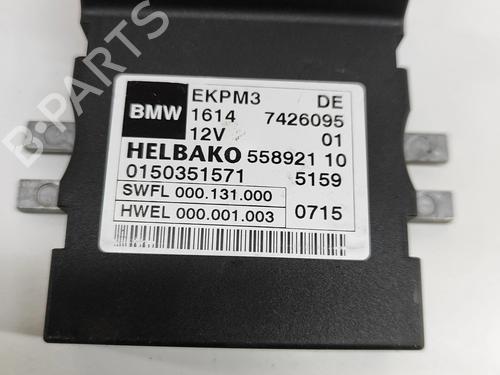 B-PARTS
BMW
EKPM3 DE
1614 7426095
12V 01
HELBAKO 558921 10
0150351571 5159
SWFL 000.131.000
HWEL 000.001.003 0715